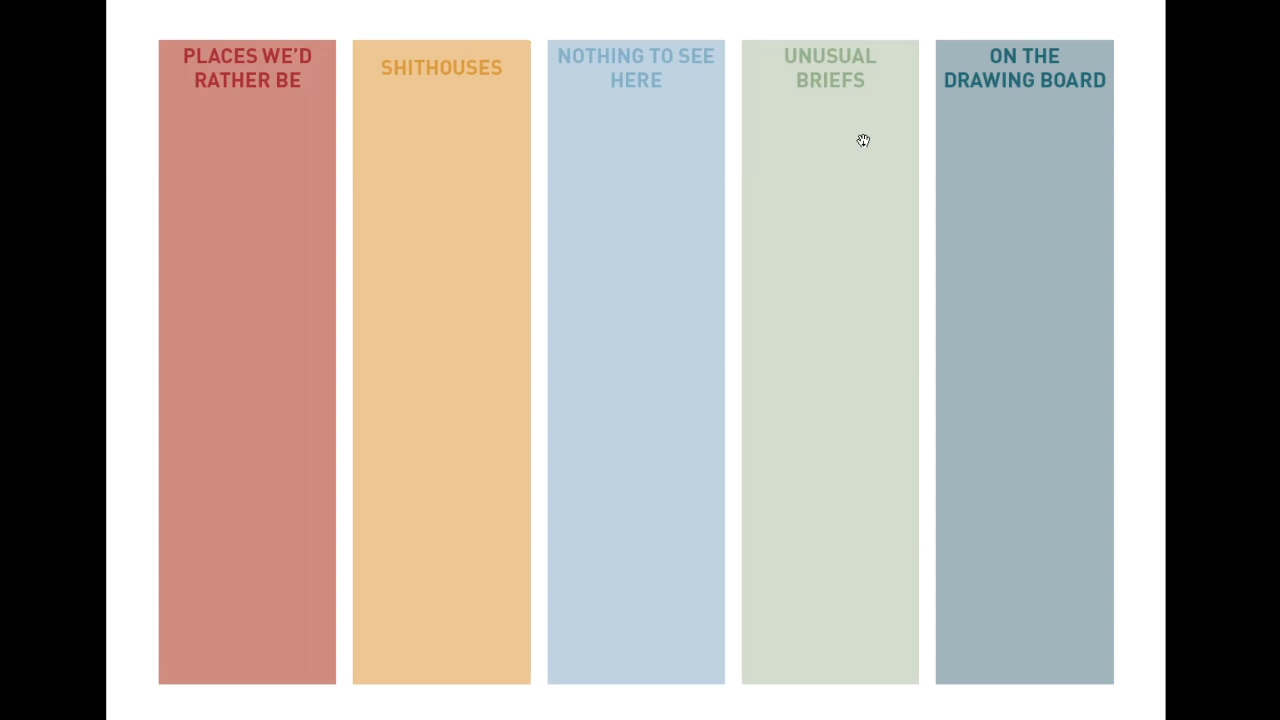 PLACES WE'D
RATHER BE
SHITHOUSES
NOTHING TO SEE
HERE
UNUSUAL
BRIEFS
ON THE
DRAWING BOARD